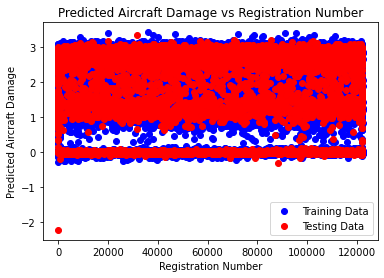 Predicted Aircraft Damage vs Registration Number
Predicted Aircraft Damage
3
2
1
0
−1
−2
Training Data
Testing Data
0 20000 40000 60000 80000 100000 120000
Registration Number